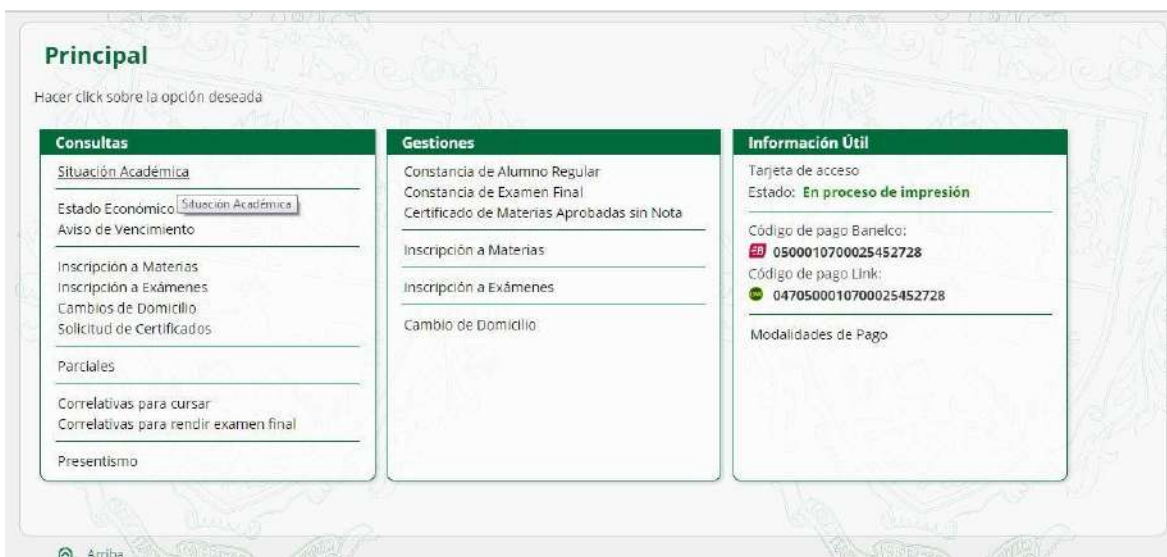 Principal
Hacer click sobre la opción deseada
Consultas
Situación Académica
Estado Económico
Situación Académica
Aviso de Vencimiento
Inscripción a Materias
Inscripción a Exámenes
Cambios de Domicilio
Solicitud de Certificados
Parciales
Correlativas para cursar
Correlativas para rendir examen final
Presentismo
Gestiones
Constancia de Alumno Regular
Constancia de Examen Final
Certificado de Materias Aprobadas sin Nota
Inscripción a Materias
Inscripción a Exámenes
Cambio de Domicilio
Información Útil
Tarjeta de acceso
Estado: En proceso de impresión
Código de pago Banelco:
0500010700025452728
Código de pago Link:
0470500010700025452728
Modalidades de Pago
Arriba